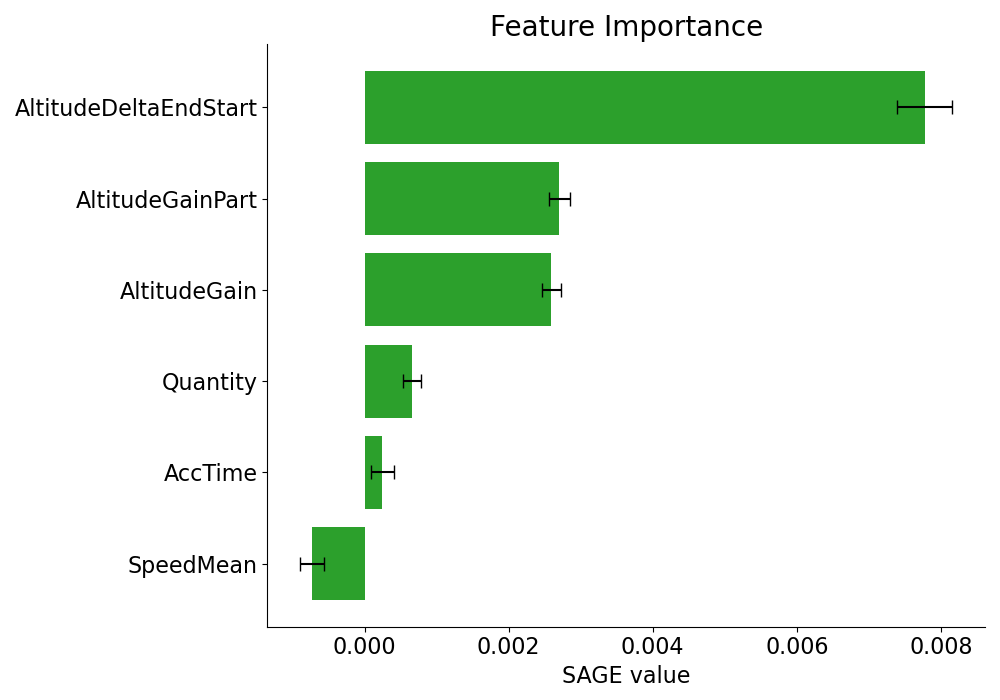 Feature Importance
AltitudeDeltaEndStart
AltitudeGainPart
AltitudeGain
Quantity
AccTime
SpeedMean
0.000 0.002 0.004 0.006 0.008
SAGE value